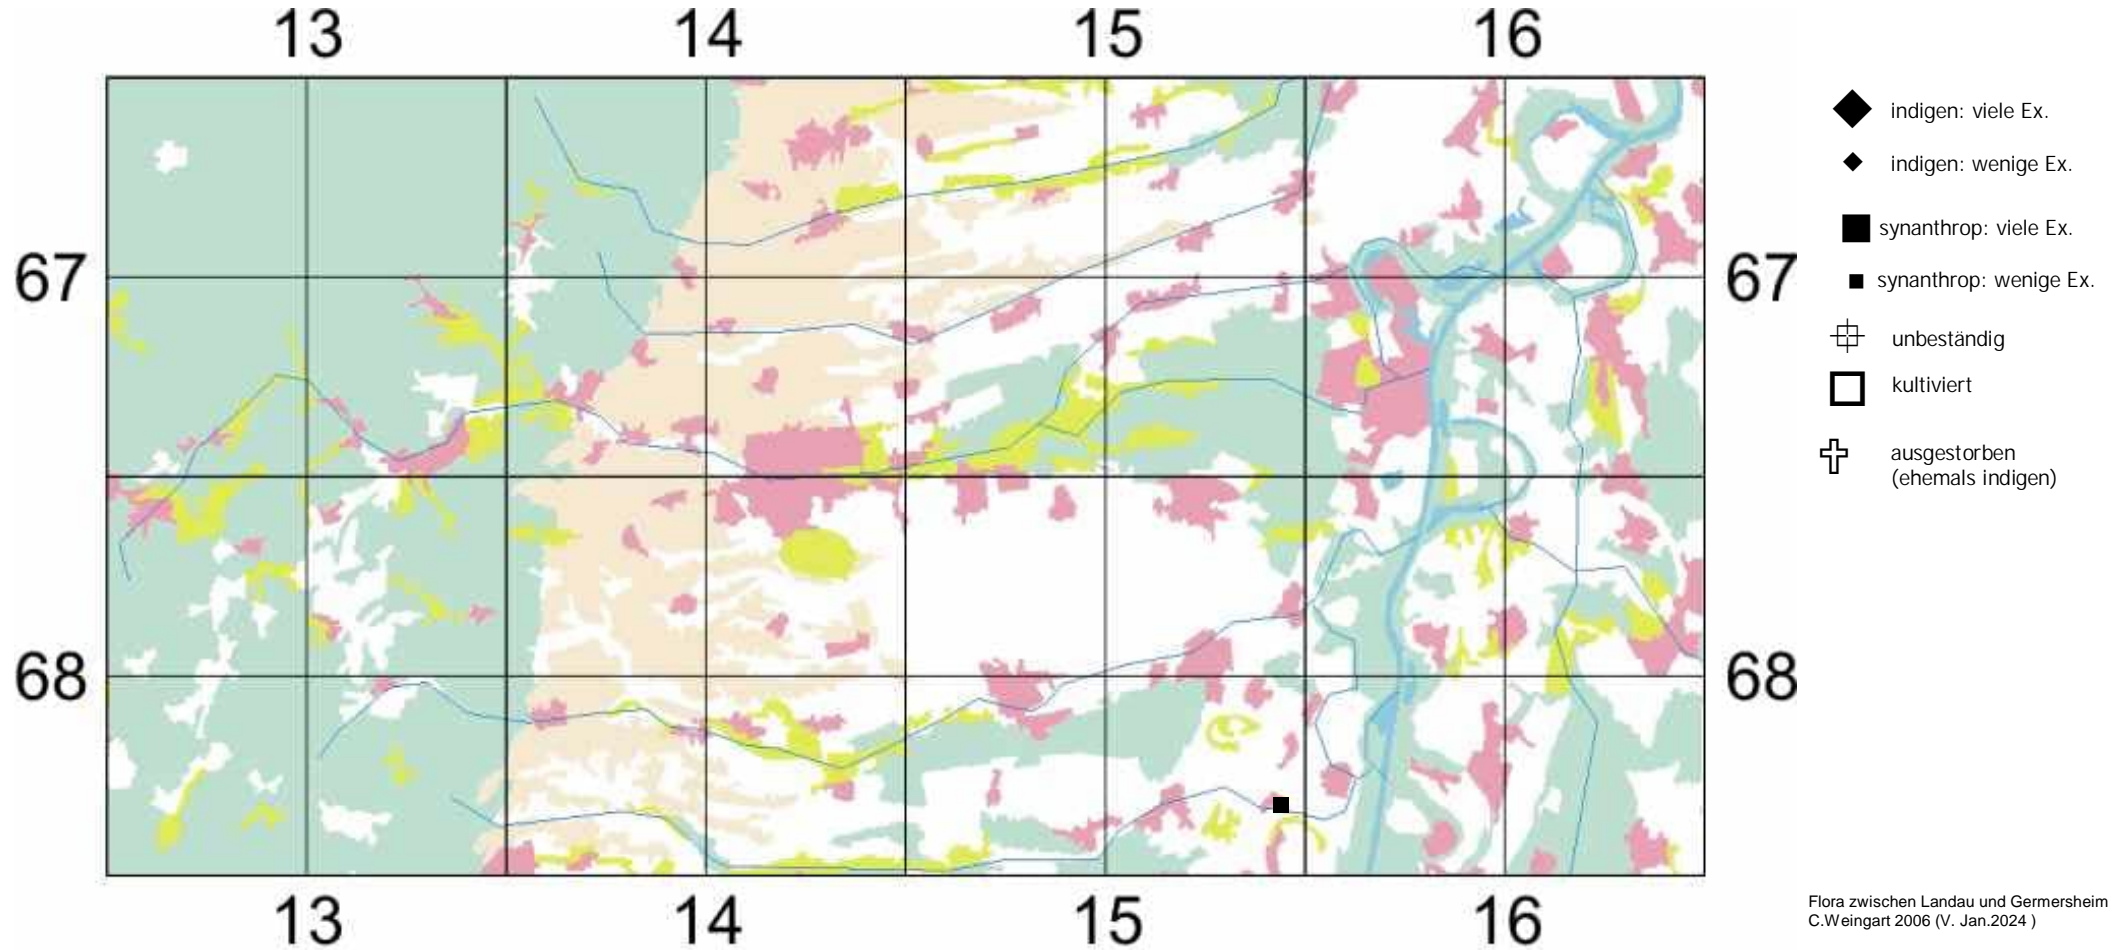 13 14 15 16
67 67
68 68
13 14 15 16
indigen: viele Ex.
indigen: wenige Ex.
synanthrop: viele Ex.
synanthrop: wenige Ex.
unbeständig
kultiviert
ausgestorben
(ehemals indigen)
Flora zwischen Landau und Germersheim
C.Weingart 2006 (V. Jan.2024 )